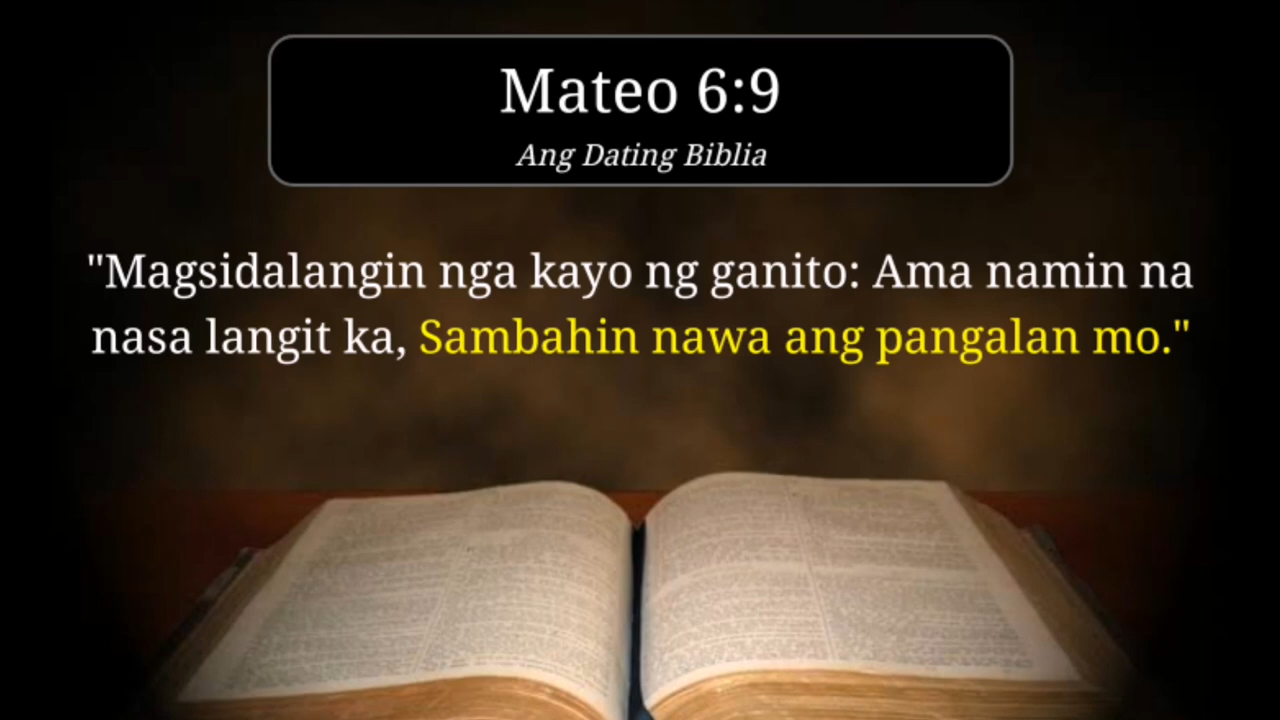 Mateo 6:9
Ang Dating Biblia
"Magsidalangin nga kayo ng ganito: Ama namin na
nasa langit ka, Sambahin nawa ang pangalan mo."